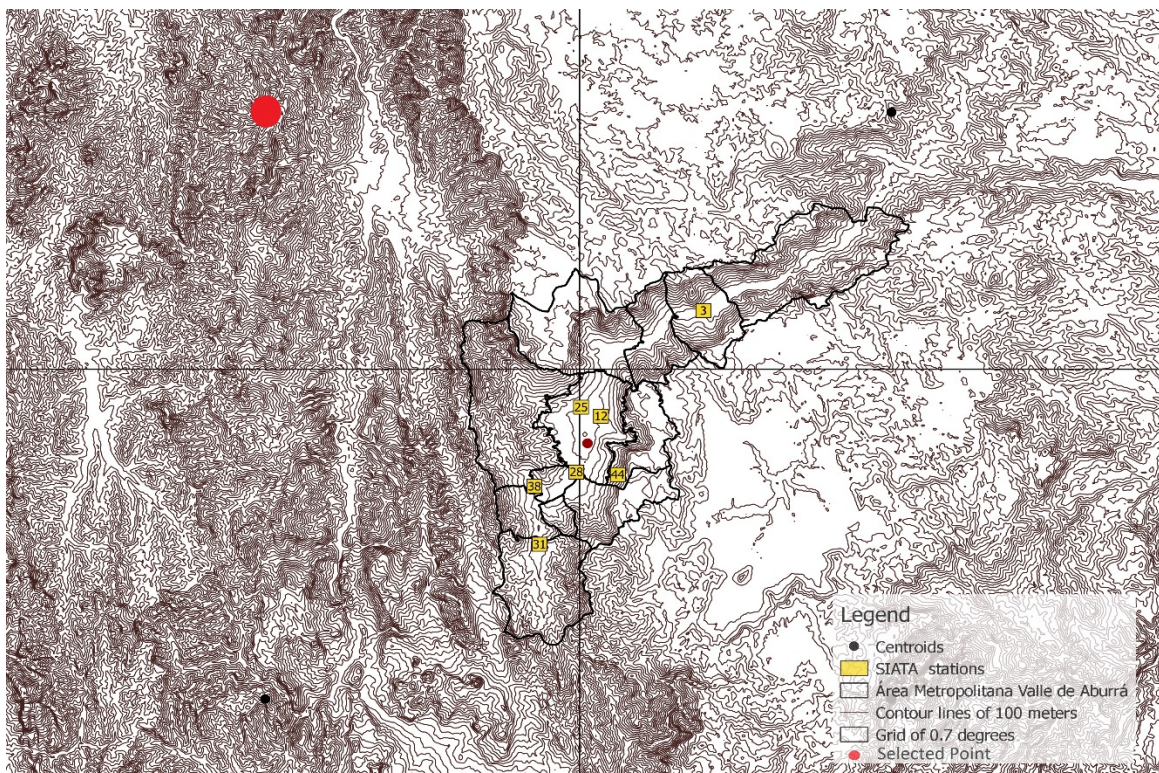 3
25
12
28
44
38
31
Legend
Centroids
SIATA stations
Área Metropolitana Valle de Aburrá
Contour lines of 100 meters
Grid of 0.7 degrees
Selected Point